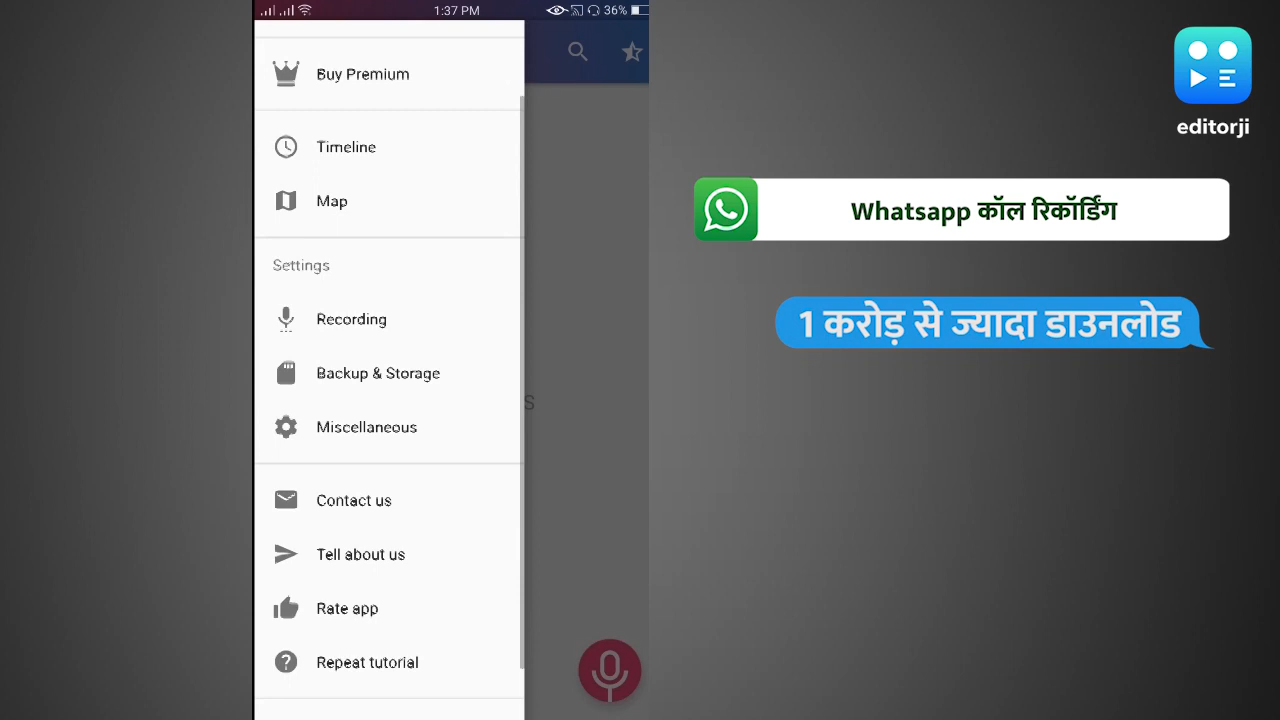 1:37 PM
36%
Buy Premium
Timeline
Map
Settings
Recording
Backup & Storage
Miscellaneous
Contact us
Tell about us
Rate app
Repeat tutorial
S
editorji
Whatsapp कॉल रिकॉर्डिंग
1 करोड़ से ज्यादा डाउनलोड